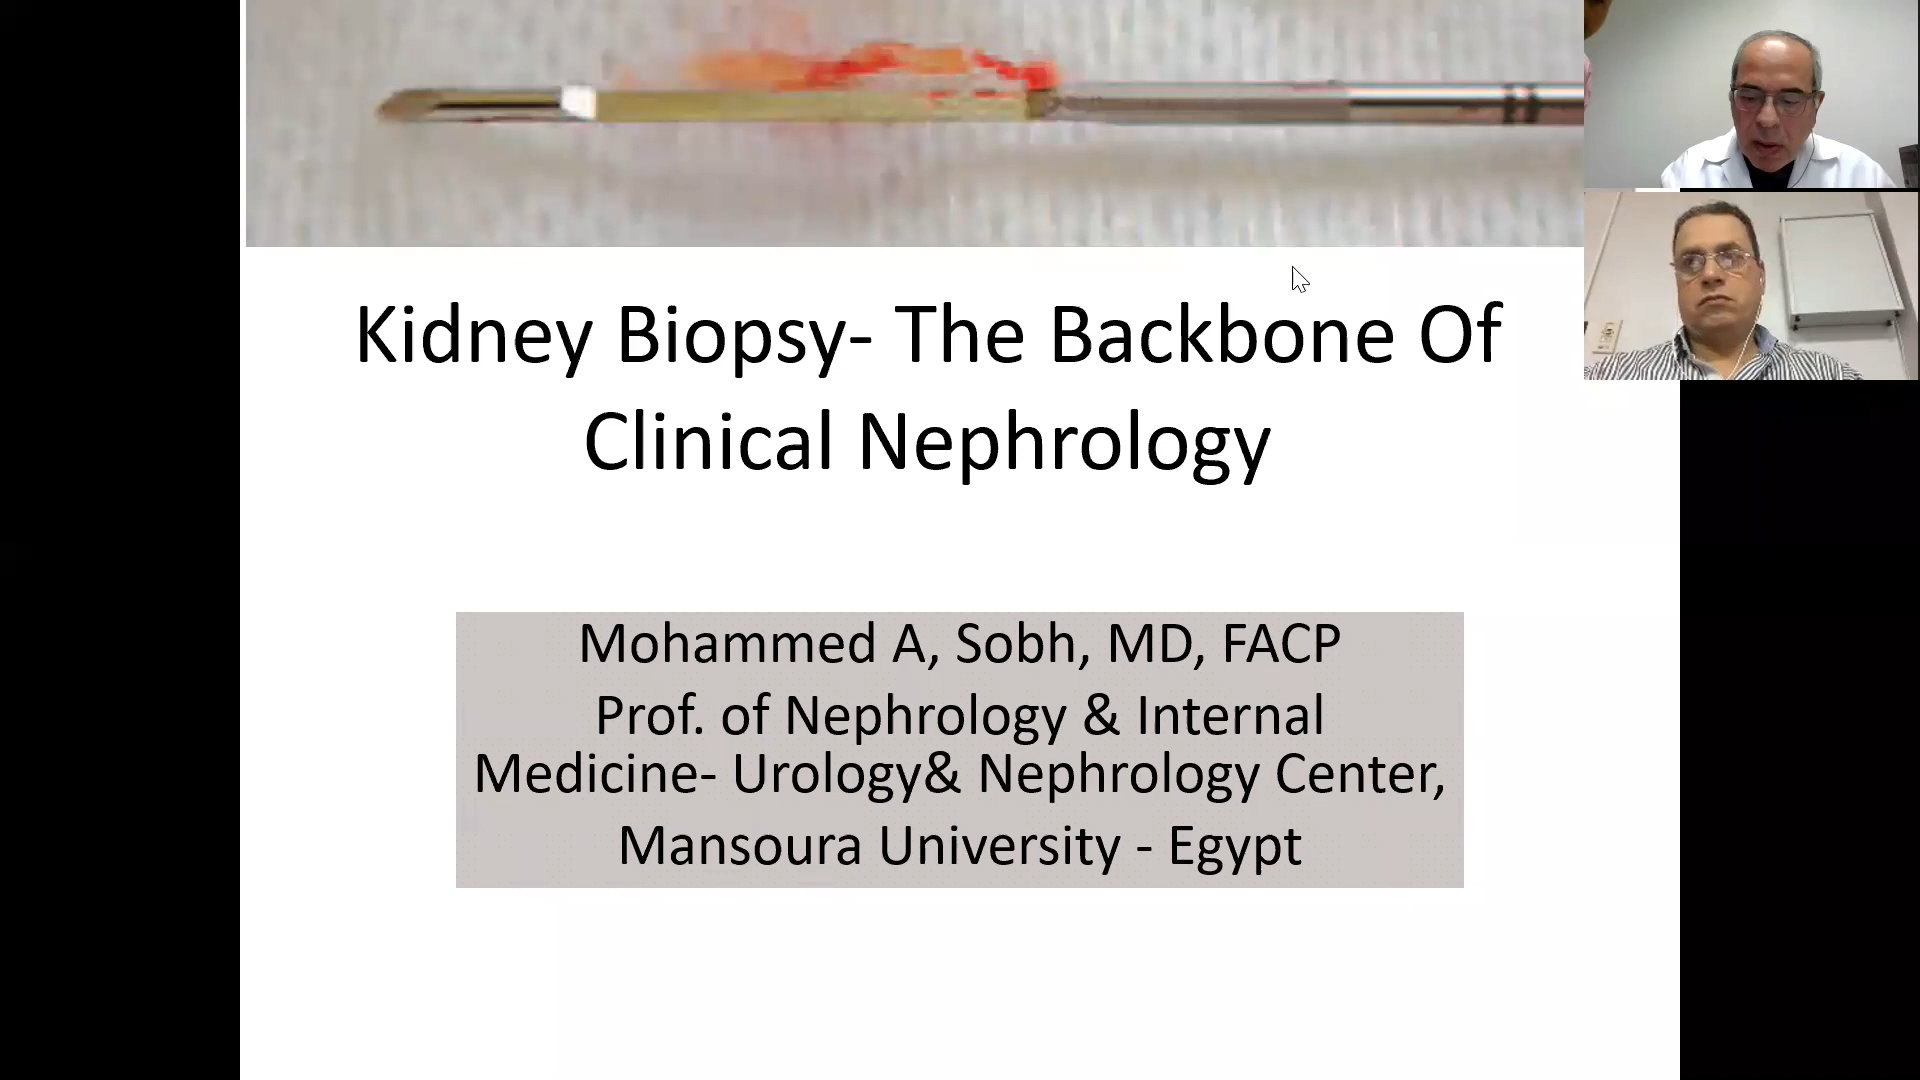 Kidney Biopsy- The Backbone Of
Clinical Nephrology
Mohammed A, Sobh, MD, FACP
Prof. of Nephrology & Internal
Medicine- Urology& Nephrology Center,
Mansoura University - Egypt